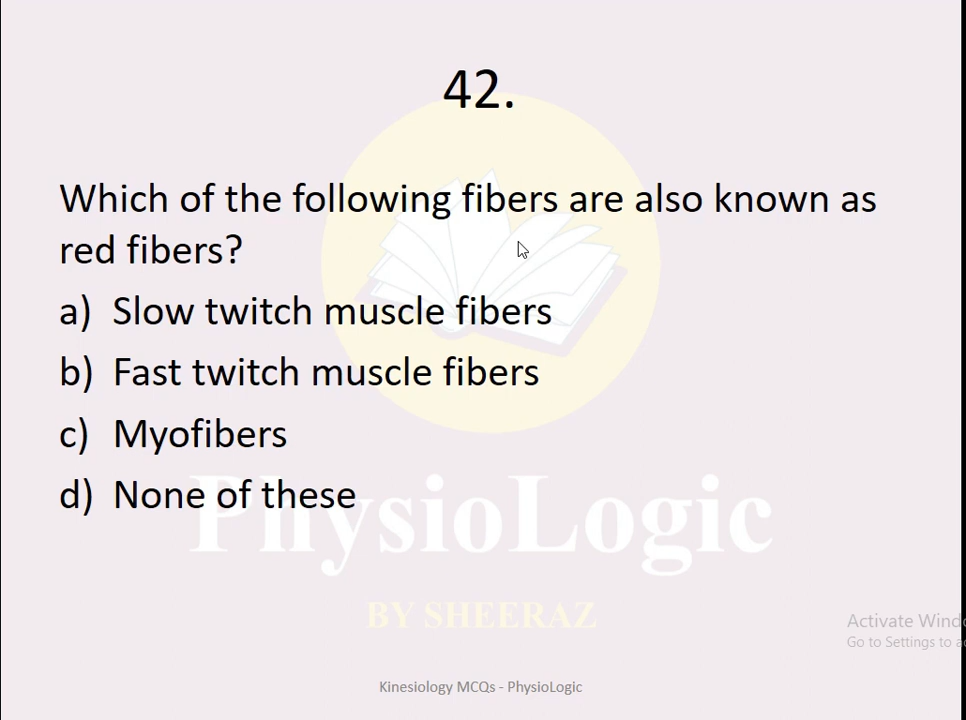 42.
Which of the following fibers are also known as
red fibers?
a) Slow twitch muscle fibers
b) Fast twitch muscle fibers
c) Myofibers
d) None of these
PhysioLogic
BY SHEERAZ
Activate Wind
Go to Settings to a
Kinesiology MCQs - PhysioLogic